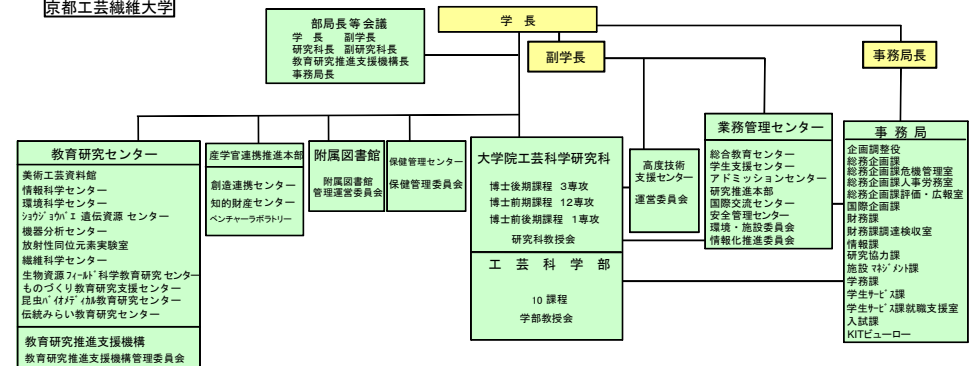 京都工芸繊維大学
学 長
部局長等会議
学 長 副学長
研究科長 副研究科長
教育研究推進支援機構長
事務局長
副学長
事務局長
教育研究センター
美術工芸資料館
情報科学センター
環境科学センター
ショウジョウバエ 遺伝資源 センター
機器分析センター
放射性同位元素実験室
繊維科学センター
生物資源フィールド科学教育研究センター
ものづくり教育研究支援センター
昆虫バイオメディカル教育研究センター
伝統みらい教育研究センター
教育研究推進支援機構
教育研究推進支援機構管理委員会
産学官連携推進本部
創造連携センター
知的財産センター
ベンチャーラボラトリー
附属図書館
附属図書館
管理運営委員会
保健管理センター
保健管理委員会
大学院工芸科学研究科
博士後期課程 3専攻
博士前期課程 12専攻
博士前後期課程 1専攻
研究科教授会
工 芸 科 学 部
10 課程
学部教授会
高度技術
支援センター
運営委員会
業務管理センター
総合教育センター
学生支援センター
アドミッションセンター
研究推進本部
国際交流センター
安全管理センター
環境・施設委員会
情報化推進委員会
事 務 局
企画調整役
総務企画課
総務企画課危機管理室
総務企画課人事労務室
総務企画課評価・広報室
国際企画課
財務課
財務課調達検収室
情報課
研究協力課
施設 マネジメント課
学務課
学生サービス課
学生サービス課就職支援室
入試課
KITビューロー